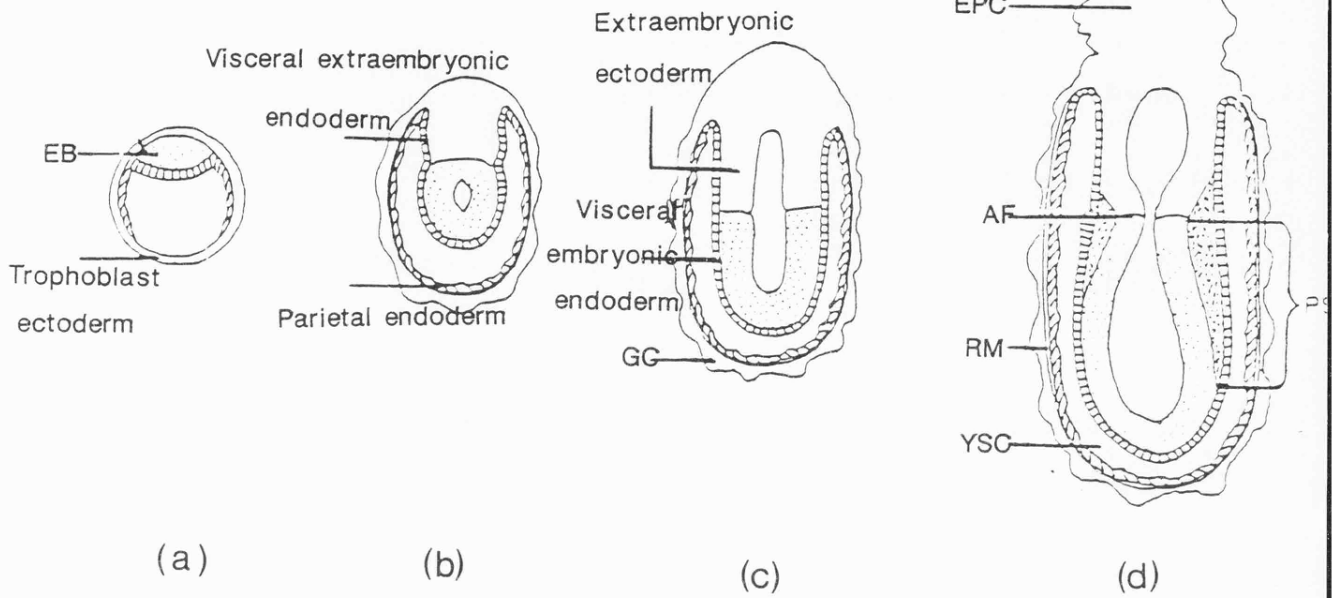 EB
Trophoblast
ectoderm
(a)
Visceral extraembryonic
endoderm
Parietal endoderm
(b)
Extraembryonic
ectoderm
Visceral
embryonic
endoderm
GC
(c)
EPC
AF
RM
YSC
(d)